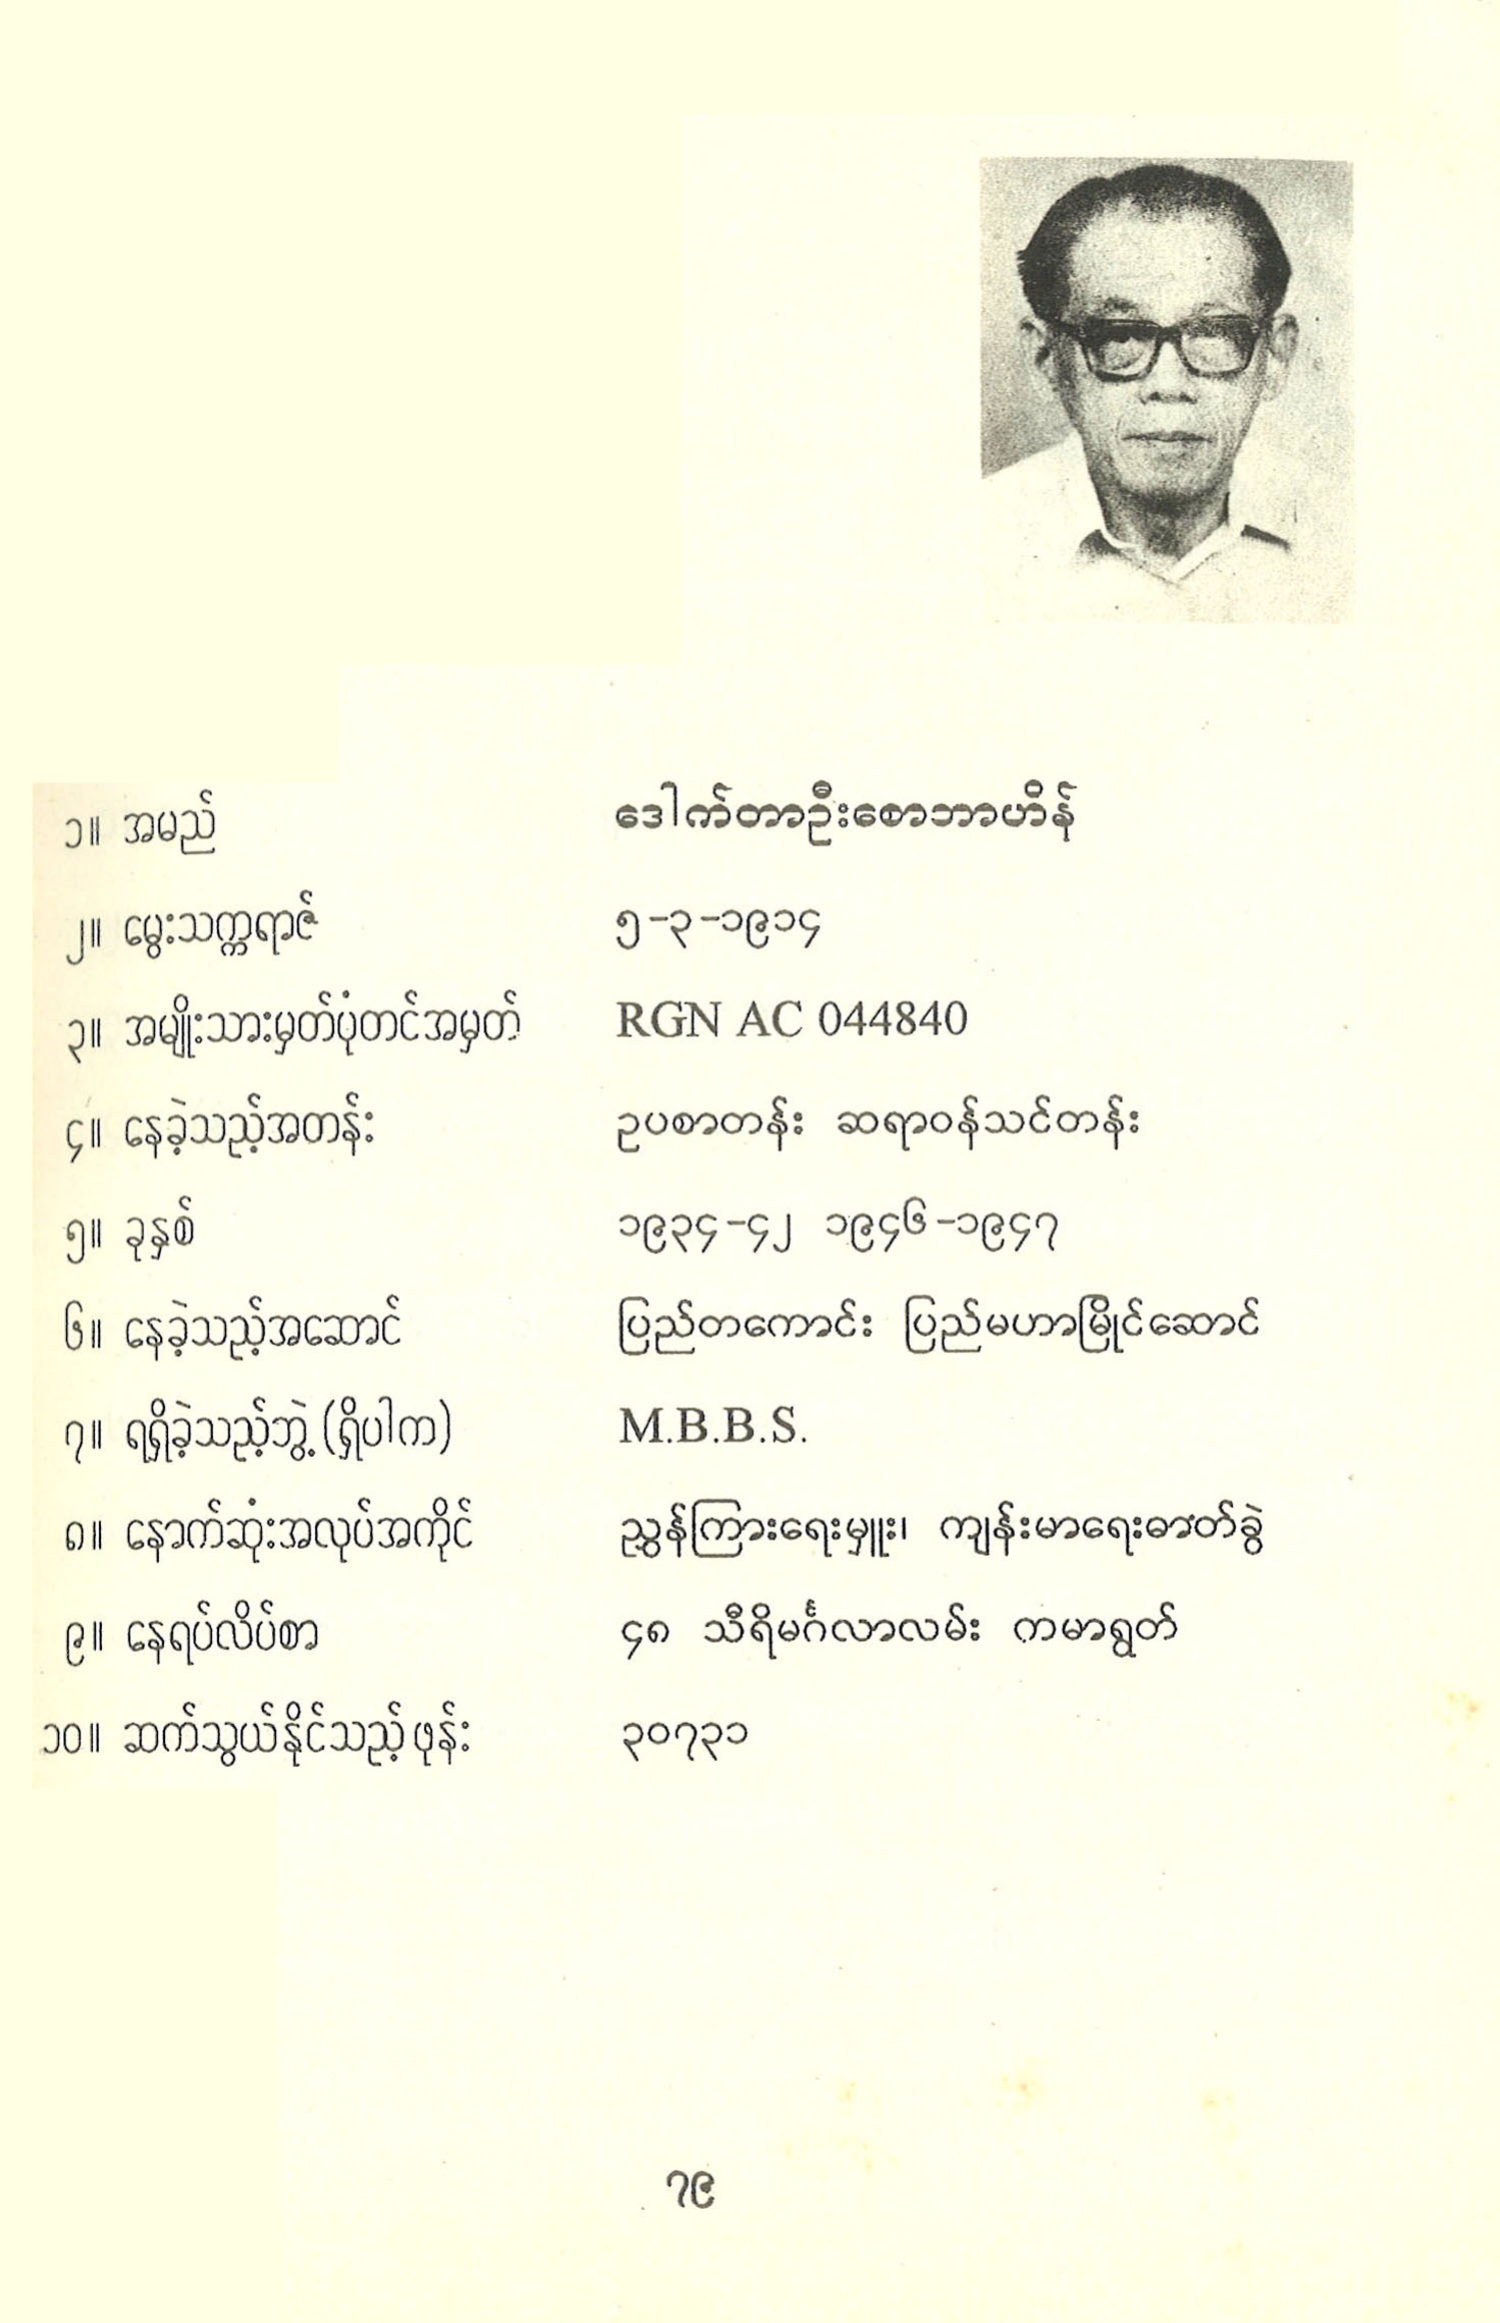 ၁။ အမည် ဒေါက်တာဦးစောဘာဟိန်
၂။ မွေးသက္ကရာဇ် ၅-၃-၁၉၁၄
၃။ အမျိုးသားမှတ်ပုံတင်အမှတ် RGN AC 044840
၄။ နေခဲ့သည့်အတန်း ဥပစာတန်း ဆရာဝန်သင်တန်း
၅။ ခုနှစ် ၁၉၃၄-၄၂ ၁၉၄၆-၁၉၄၇
၆။ နေခဲ့သည့်အဆောင် ပြည်တကောင်း ပြည်မဟာမြိုင်ဆောင်
၇။ ရရှိခဲ့သည့်ဘွဲ့ (ရှိပါက) M.B.B.S.
၈။ နောက်ဆုံးအလုပ်အကိုင် ညွှန်ကြားရေးမှူး၊ ကျန်းမာရေးဓာတ်ခွဲ
၉။ နေရပ်လိပ်စာ ၄၈ သီရိမင်္ဂလာလမ်း ကမာရွတ်
၁၀။ ဆက်သွယ်နိုင်သည့်ဖုန်း ၃၀၇၃၁
၇၉